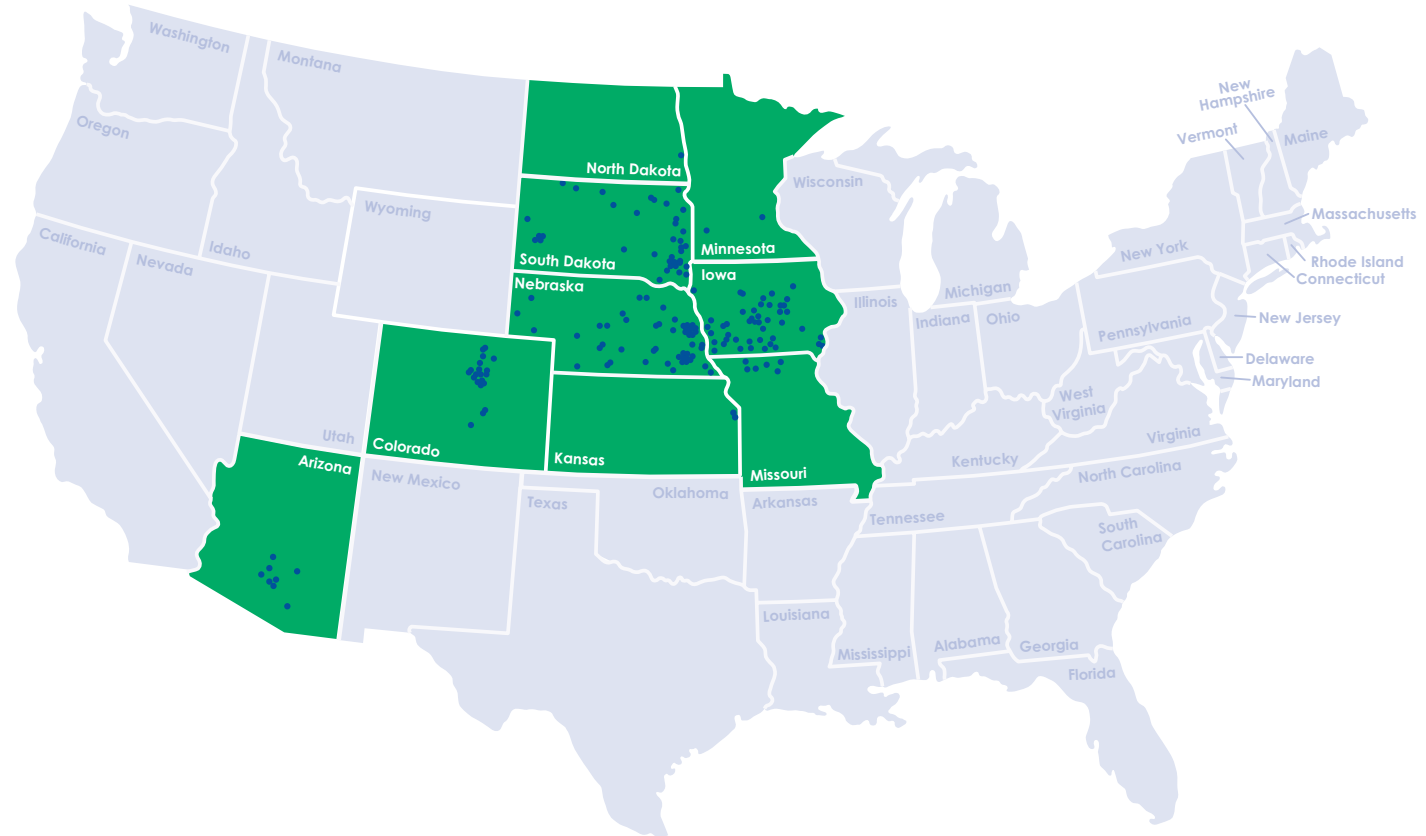 Washington
Montana
Oregon
Idaho
Wyoming
California
Nevada
Utah
Colorado
Arizona
New Mexico
North Dakota
South Dakota
Nebraska
Kansas
Minnesota
Iowa
Missouri
Oklahoma
Texas
Arkansas
Louisiana
Wisconsin
Illinois
Michigan
Indiana
Ohio
Kentucky
Tennessee
Mississippi
Alabama
Georgia
Florida
South
Carolina
North Carolina
Virginia
West
Virginia
Pennsylvania
New York
Vermont
New
Hampshire
Maine
Massachusetts
Rhode Island
Connecticut
New Jersey
Delaware
Maryland